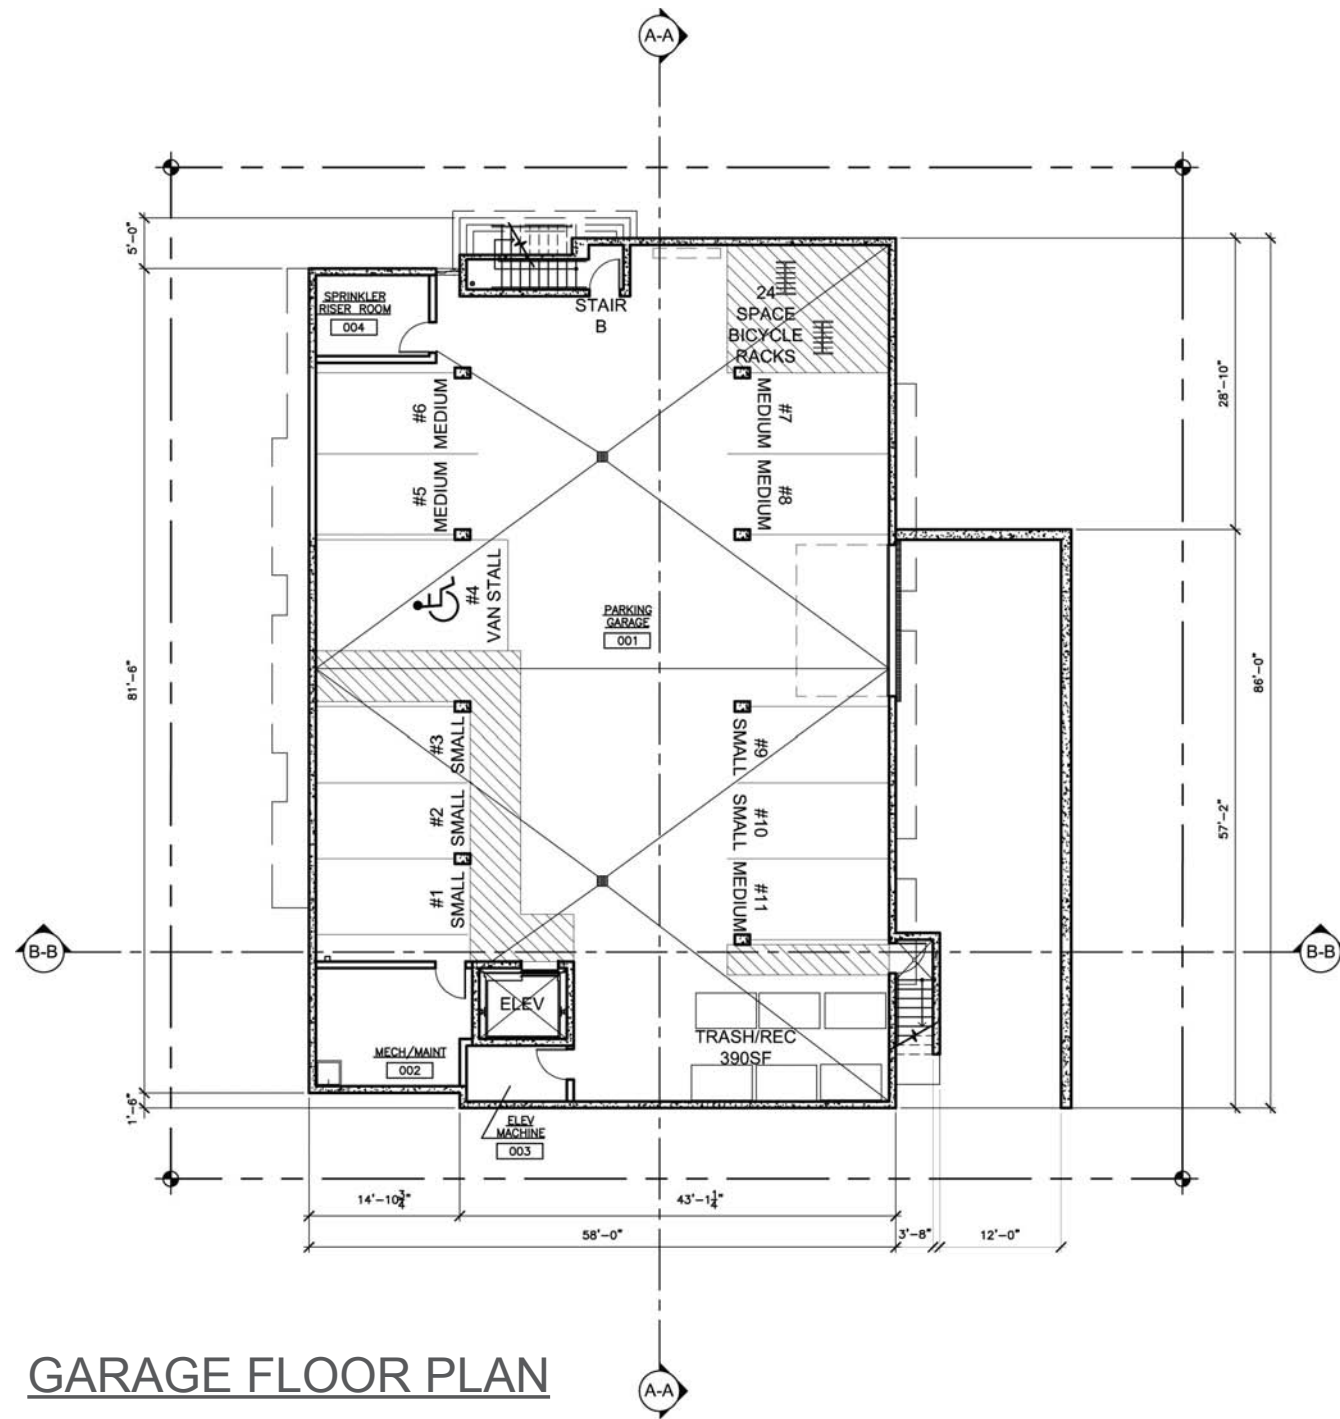 A-A
5'-0"
SPRINKLER
RISER ROOM
004
STAIR
B
24
SPACE
BICYCLE
RACKS
28'-10"
#6
MEDIUM
#7
MEDIUM
#5
MEDIUM
#8
MEDIUM
#4
VAN STALL
PARKING
GARAGE
001
81'-6"
86'-0"
#3
SMALL
#9
SMALL
#2
SMALL
#10
SMALL
57'-2"
#1
SMALL
#11
MEDIUM
B-B
B-B
ELEV
MECH/MAINT
002
TRASH/REC
390SF
1'-6"
ELEV
MACHINE
003
14'-10¾"
43'-1¼"
58'-0"
3'-8"
12'-0"
GARAGE FLOOR PLAN
A-A